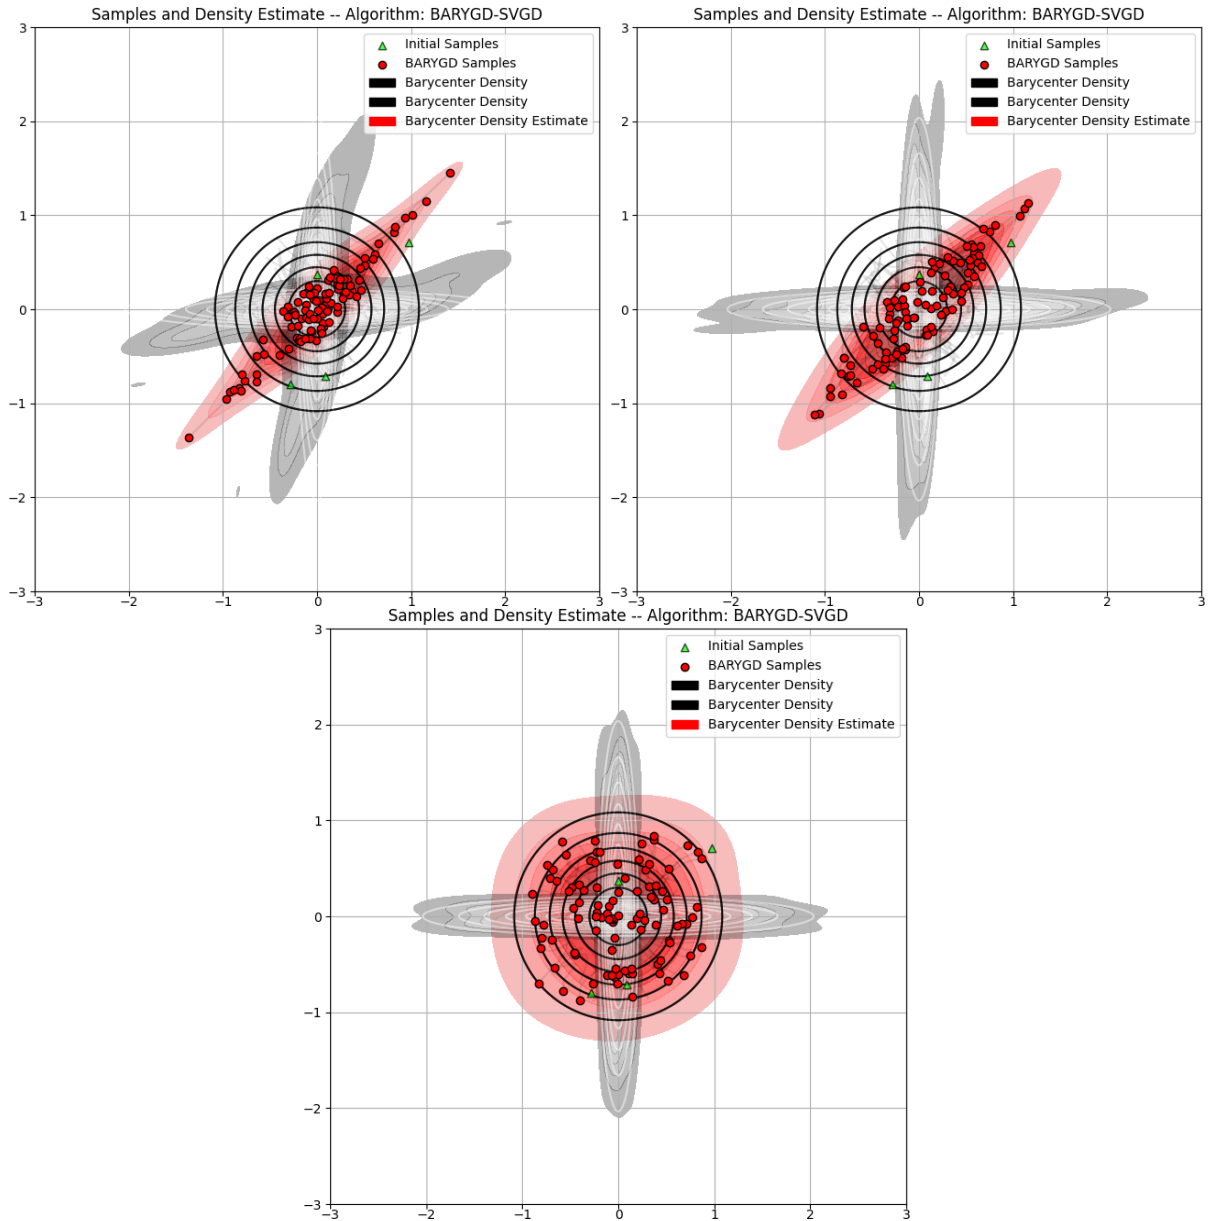 Samples and Density Estimate -- Algorithm: BARYGD-SVGD
Initial Samples
BARYGD Samples
Barycenter Density
Barycenter Density
Barycenter Density Estimate
3
2
1
0
−1
−2
−3
−3
−2
−1
0
1
2
3
Samples and Density Estimate -- Algorithm: BARYGD-SVGD
Initial Samples
BARYGD Samples
Barycenter Density
Barycenter Density
Barycenter Density Estimate
3
2
1
0
−1
−2
−3
−3
−2
−1
0
1
2
3
Samples and Density Estimate -- Algorithm: BARYGD-SVGD
Initial Samples
BARYGD Samples
Barycenter Density
Barycenter Density
Barycenter Density Estimate
3
2
1
0
−1
−2
−3
−3
−2
−1
0
1
2
3